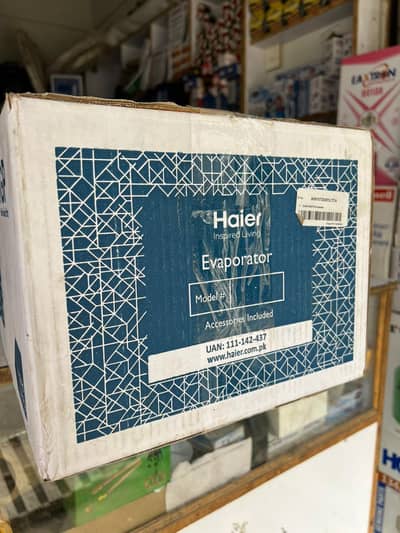 Haier
Inspired Living
Evaporator
Model #
Accessories Included
UAN: 111-142-437
www.haier.com.pk
EASTRON